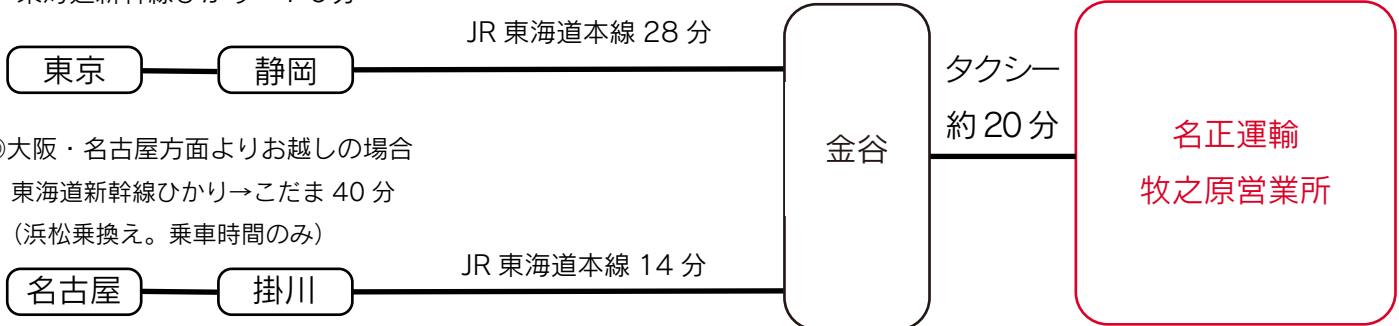 JR 東海道本線 28 分
東京
静岡
大阪・名古屋方面よりお越しの場合
東海道新幹線ひかり→こだま 40 分
（浜松乗換え。乗車時間のみ）
JR 東海道本線 14 分
名古屋
掛川
金谷
タクシー
約 20 分
名正運輸
牧之原営業所